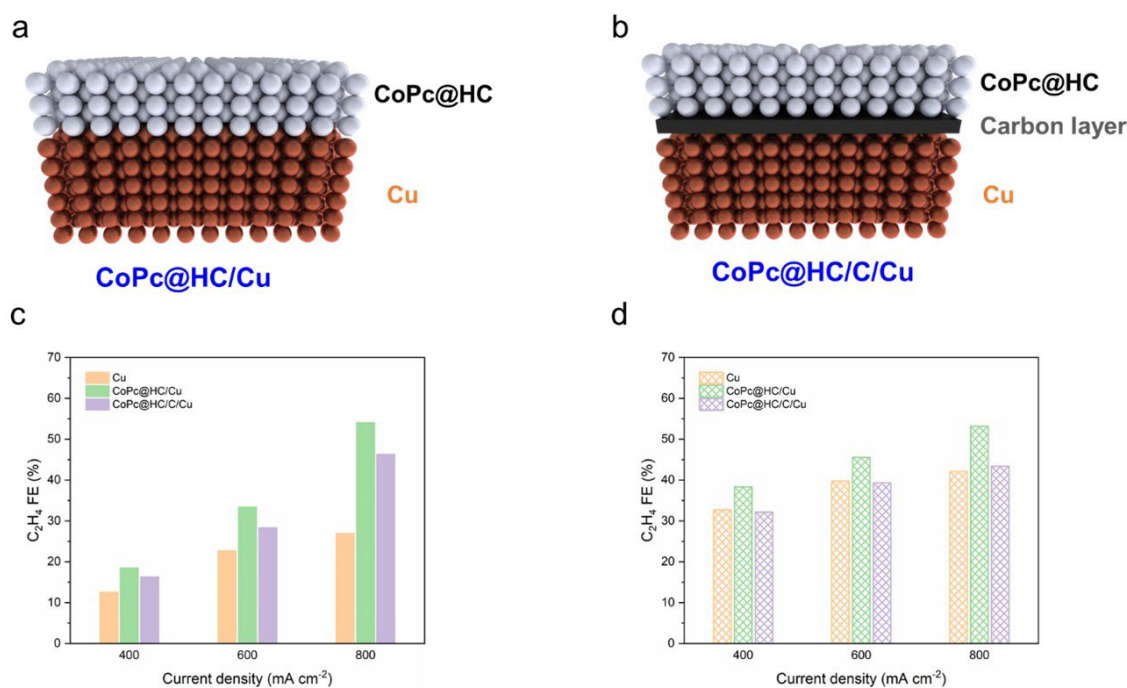 a
CoPc@HC
Cu
CoPc@HC/Cu
b
CoPc@HC
Carbon layer
Cu
CoPc@HC/C/Cu
c
70
60
50
40
30
20
10
0
C₂H₄ FE (%)
Cu
CoPc@HC/Cu
CoPc@HC/C/Cu
400 600 800
Current density (mA cm⁻²)
d
70
60
50
40
30
20
10
0
C₂H₄ FE (%)
Cu
CoPc@HC/Cu
CoPc@HC/C/Cu
400 600 800
Current density (mA cm⁻²)